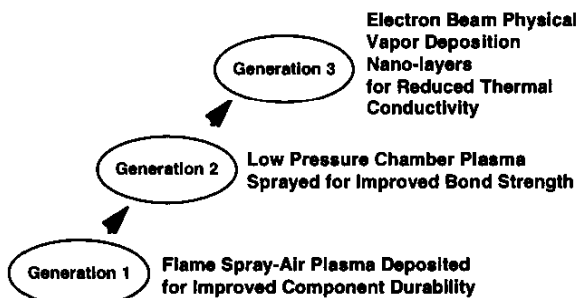 Generation 3
Electron Beam Physical
Vapor Deposition
Nano-layers
for Reduced Thermal
Conductivity
Generation 2
Low Pressure Chamber Plasma
Sprayed for Improved Bond Strength
Generation 1
Flame Spray-Air Plasma Deposited
for Improved Component Durability